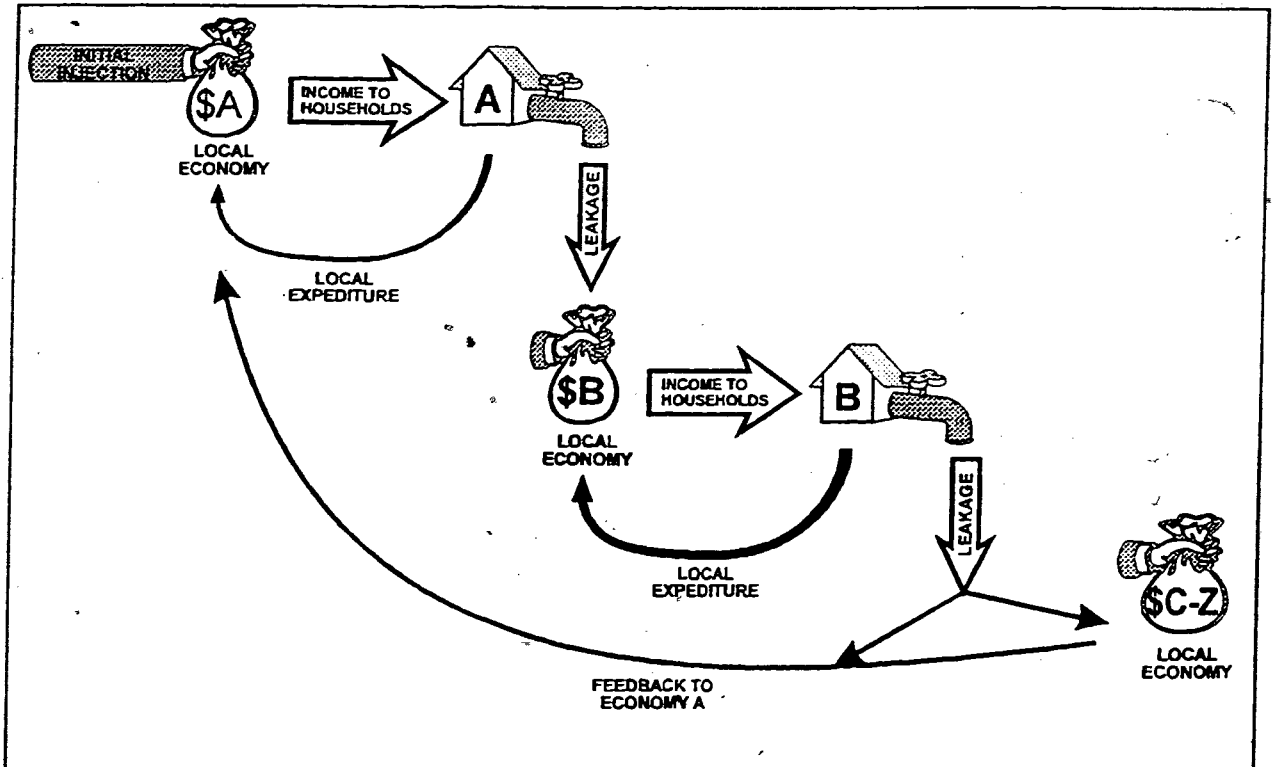 INITIAL
INJECTION
$A
LOCAL
ECONOMY
INCOME TO
HOUSEHOLDS
A
LEAKAGE
LOCAL
EXPEDITURE
$B
LOCAL
ECONOMY
INCOME TO
HOUSEHOLDS
B
LEAKAGE
LOCAL
EXPEDITURE
$C-Z
LOCAL
ECONOMY
FEEDBACK TO
ECONOMY A